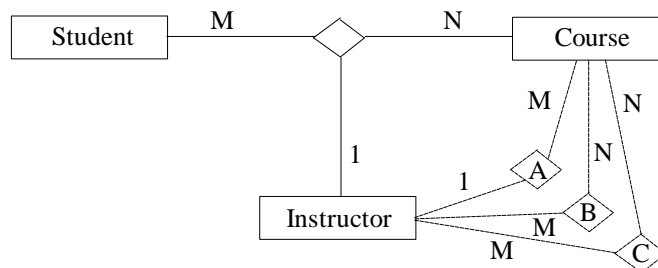 Student M N Course
M N
1 A N
1
Instructor B
M
M C